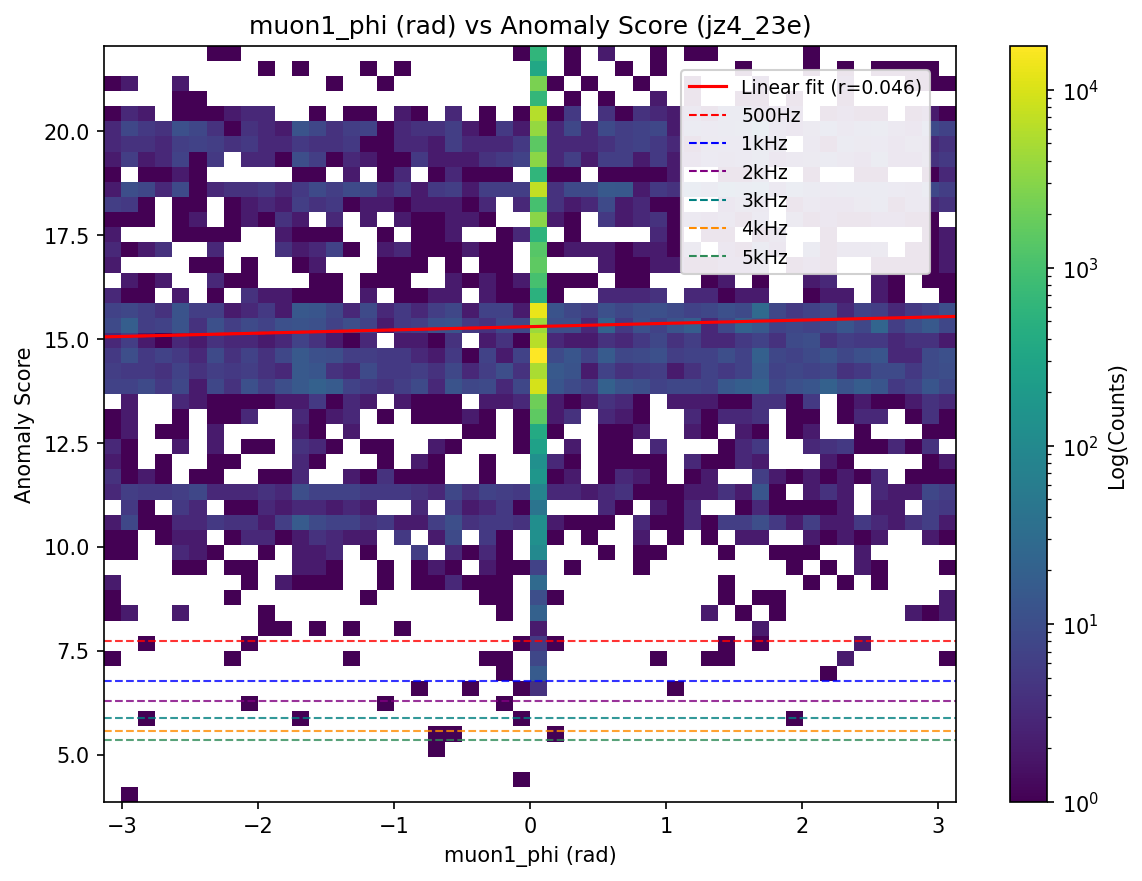 muon1_phi (rad) vs Anomaly Score (jz4_23e)
Linear fit (r=0.046)
500Hz
1kHz
2kHz
3kHz
4kHz
5kHz
20.0
17.5
15.0
12.5
10.0
7.5
5.0
Anomaly Score
−3
−2
−1
0
1
2
3
muon1_phi (rad)
10⁴
10³
10²
10¹
10⁰
Log(Counts)